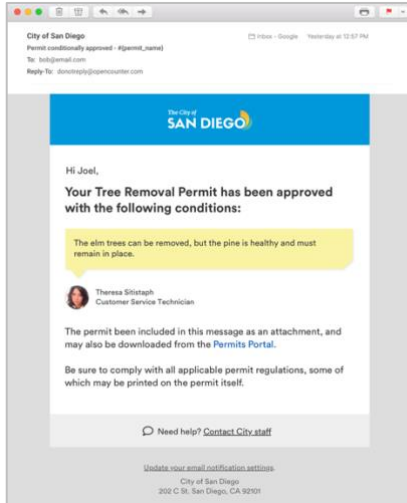 City of San Diego
Inbox - Google Yesterday at 12:57 PM
Permit conditionally approved - #{permit_name}
To: bob@email.com
Reply-To: donotreply@opencounter.com
The City of
SAN DIEGO
Hi Joel,
Your Tree Removal Permit has been approved
with the following conditions:
The elm trees can be removed, but the pine is healthy and must
remain in place.
Theresa Sitistaph
Customer Service Technician
The permit been included in this message as an attachment, and
may also be downloaded from the Permits Portal.
Be sure to comply with all applicable permit regulations, some of
which may be printed on the permit itself.
Need help? Contact City staff
Update your email notification settings.
City of San Diego
202 C St. San Diego, CA 92101